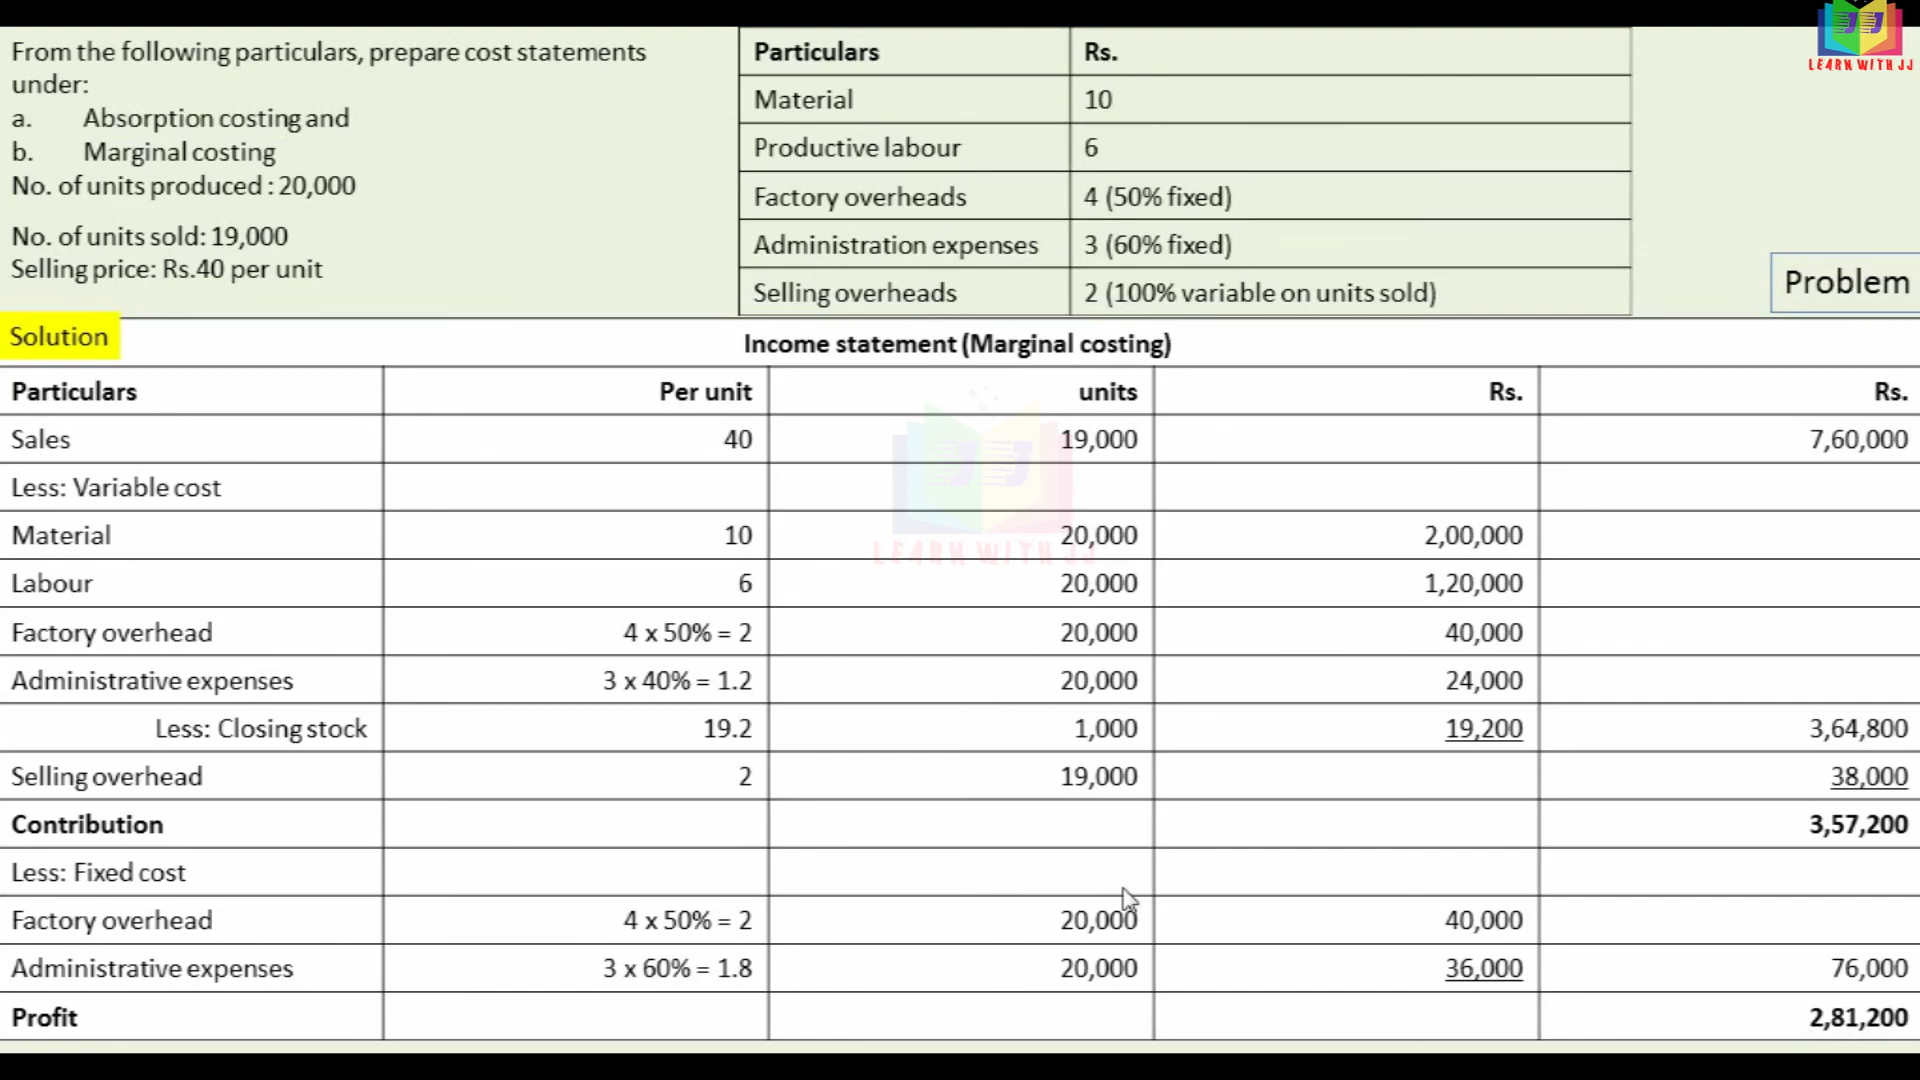 LEARN WITH JJ
From the following particulars, prepare cost statements
under:
a. Absorption costing and
b. Marginal costing
No. of units produced : 20,000
No. of units sold: 19,000
Selling price: Rs.40 per unit
Particulars Rs.
Material 10
Productive labour 6
Factory overheads 4 (50% fixed)
Administration expenses 3 (60% fixed)
Selling overheads 2 (100% variable on units sold)
Problem
Solution
Income statement (Marginal costing)
Particulars Per unit units Rs. Rs.
Sales 40 19,000 7,60,000
Less: Variable cost
Material 10 20,000 2,00,000
LEARN WITH JJ
Labour 6 20,000 1,20,000
Factory overhead 4 x 50% = 2 20,000 40,000
Administrative expenses 3 x 40% = 1.2 20,000 24,000
Less: Closing stock 19.2 1,000 19,200 3,64,800
Selling overhead 2 19,000 38,000
Contribution 3,57,200
Less: Fixed cost
Factory overhead 4 x 50% = 2 20,000 40,000
Administrative expenses 3 x 60% = 1.8 20,000 36,000 76,000
Profit 2,81,200